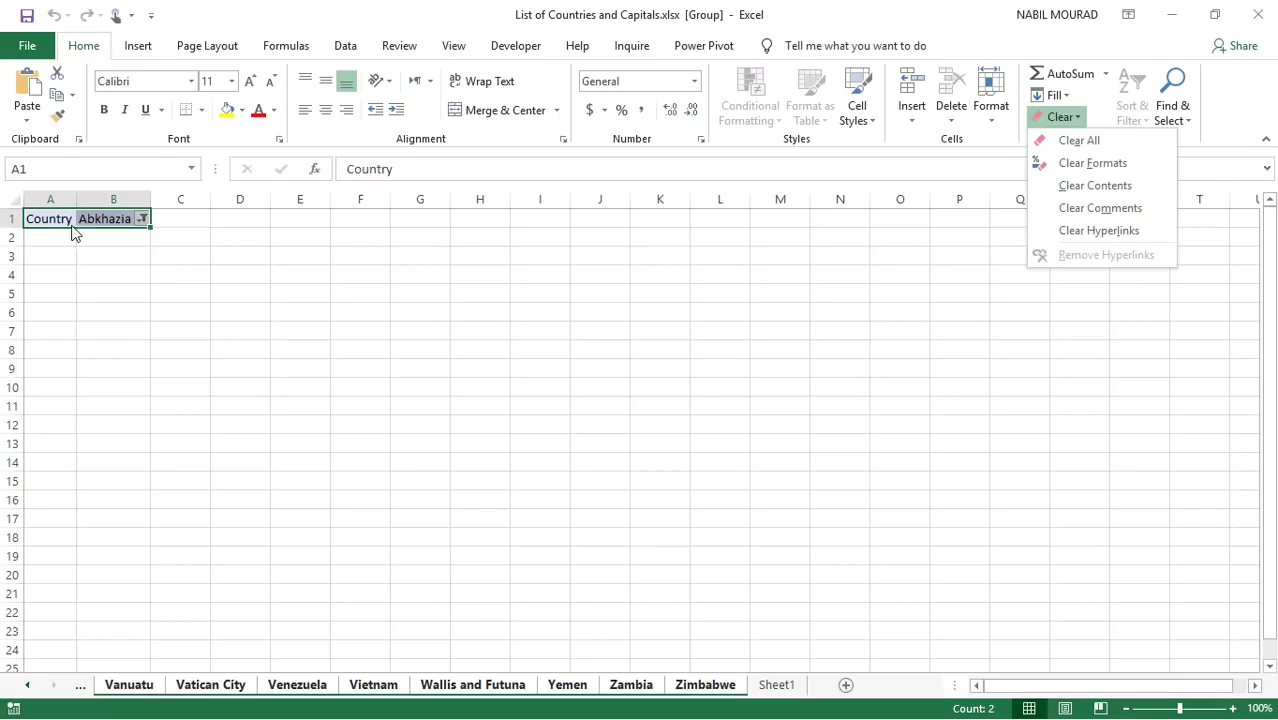 List of Countries and Capitals.xlsx [Group] - Excel
NABIL MOURAD
File Home Insert Page Layout Formulas Data Review View Developer Help Inquire Power Pivot Tell me what you want to do Share
Paste
Calibri 11
B I U A
Wrap Text
Merge & Center
General
$ % ,
Conditional Formatting
Format as Table
Cell Styles
Insert
Delete
Format
AutoSum
Fill
Clear
Sort & Filter
Find & Select
Clipboard Font Alignment Number Styles Cells
Clear All
Clear Formats
Clear Contents
Clear Comments
Clear Hyperlinks
Remove Hyperlinks
A1 fx Country
A B C D E F G H I J K L M N O P Q T
1 Country Abkhazia
2
3
4
5
6
7
8
9
10
11
12
13
14
15
16
17
18
19
20
21
22
23
24
25
... Vanuatu Vatican City Venezuela Vietnam Wallis and Futuna Yemen Zambia Zimbabwe Sheet1
Count: 2 100%